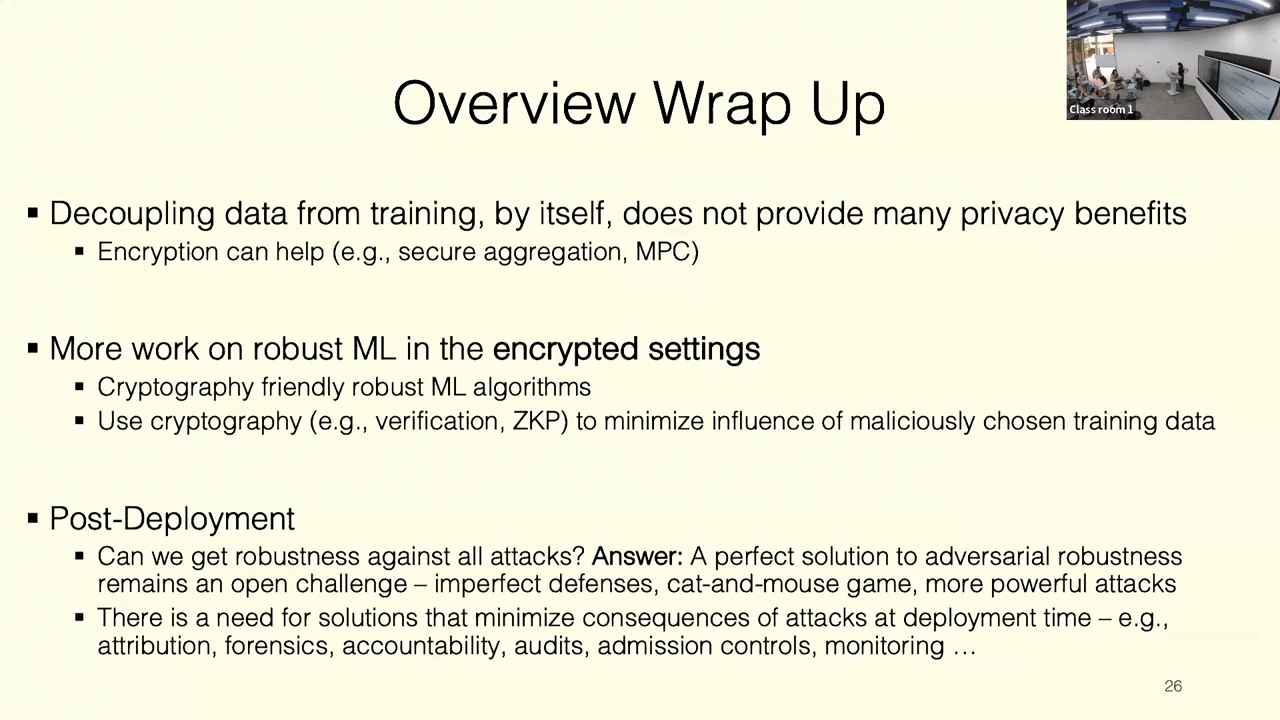 Class room 1
Overview Wrap Up
▪ Decoupling data from training, by itself, does not provide many privacy benefits
▪ Encryption can help (e.g., secure aggregation, MPC)
▪ More work on robust ML in the encrypted settings
▪ Cryptography friendly robust ML algorithms
▪ Use cryptography (e.g., verification, ZKP) to minimize influence of maliciously chosen training data
▪ Post-Deployment
▪ Can we get robustness against all attacks? Answer: A perfect solution to adversarial robustness
remains an open challenge – imperfect defenses, cat-and-mouse game, more powerful attacks
▪ There is a need for solutions that minimize consequences of attacks at deployment time – e.g.,
attribution, forensics, accountability, audits, admission controls, monitoring …
26